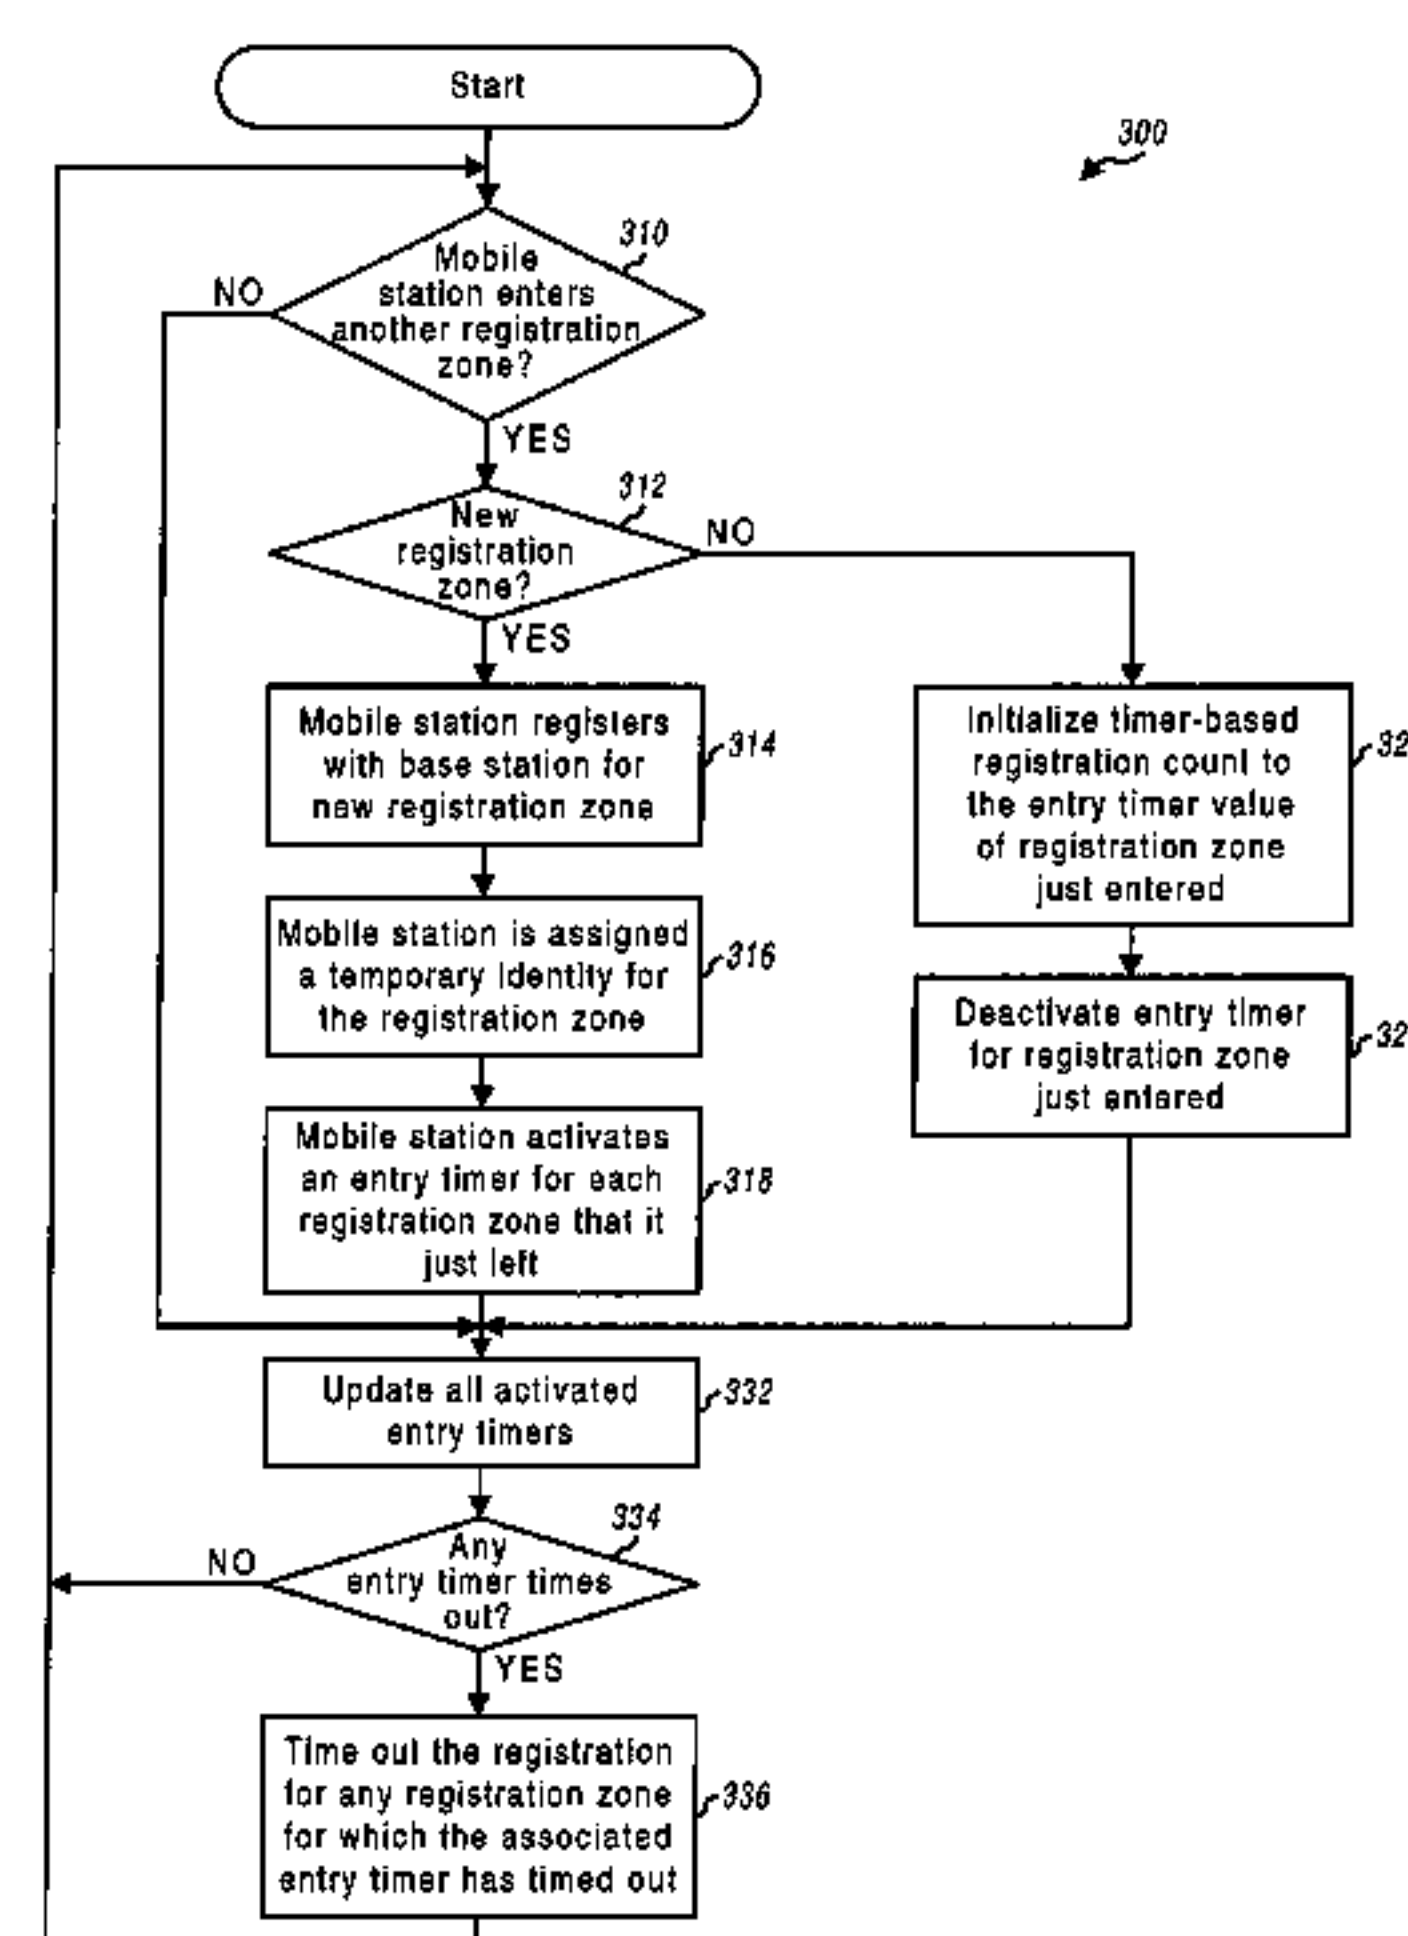 Start
300
310
Mobile
station enters
another registration
zone?
NO
YES
312
New
registration
zone?
NO
YES
Mobile station registers
with base station for
new registration zone
314
Initialize timer-based
registration count to
the entry timer value
of registration zone
just entered
32
Mobile station is assigned
a temporary identity for
the registration zone
316
Deactivate entry timer
for registration zone
just entered
32
Mobile station activates
an entry timer for each
registration zone that it
just left
318
Update all activated
entry timers
332
334
Any
entry timer times
out?
NO
YES
Time out the registration
for any registration zone
for which the associated
entry timer has timed out
336